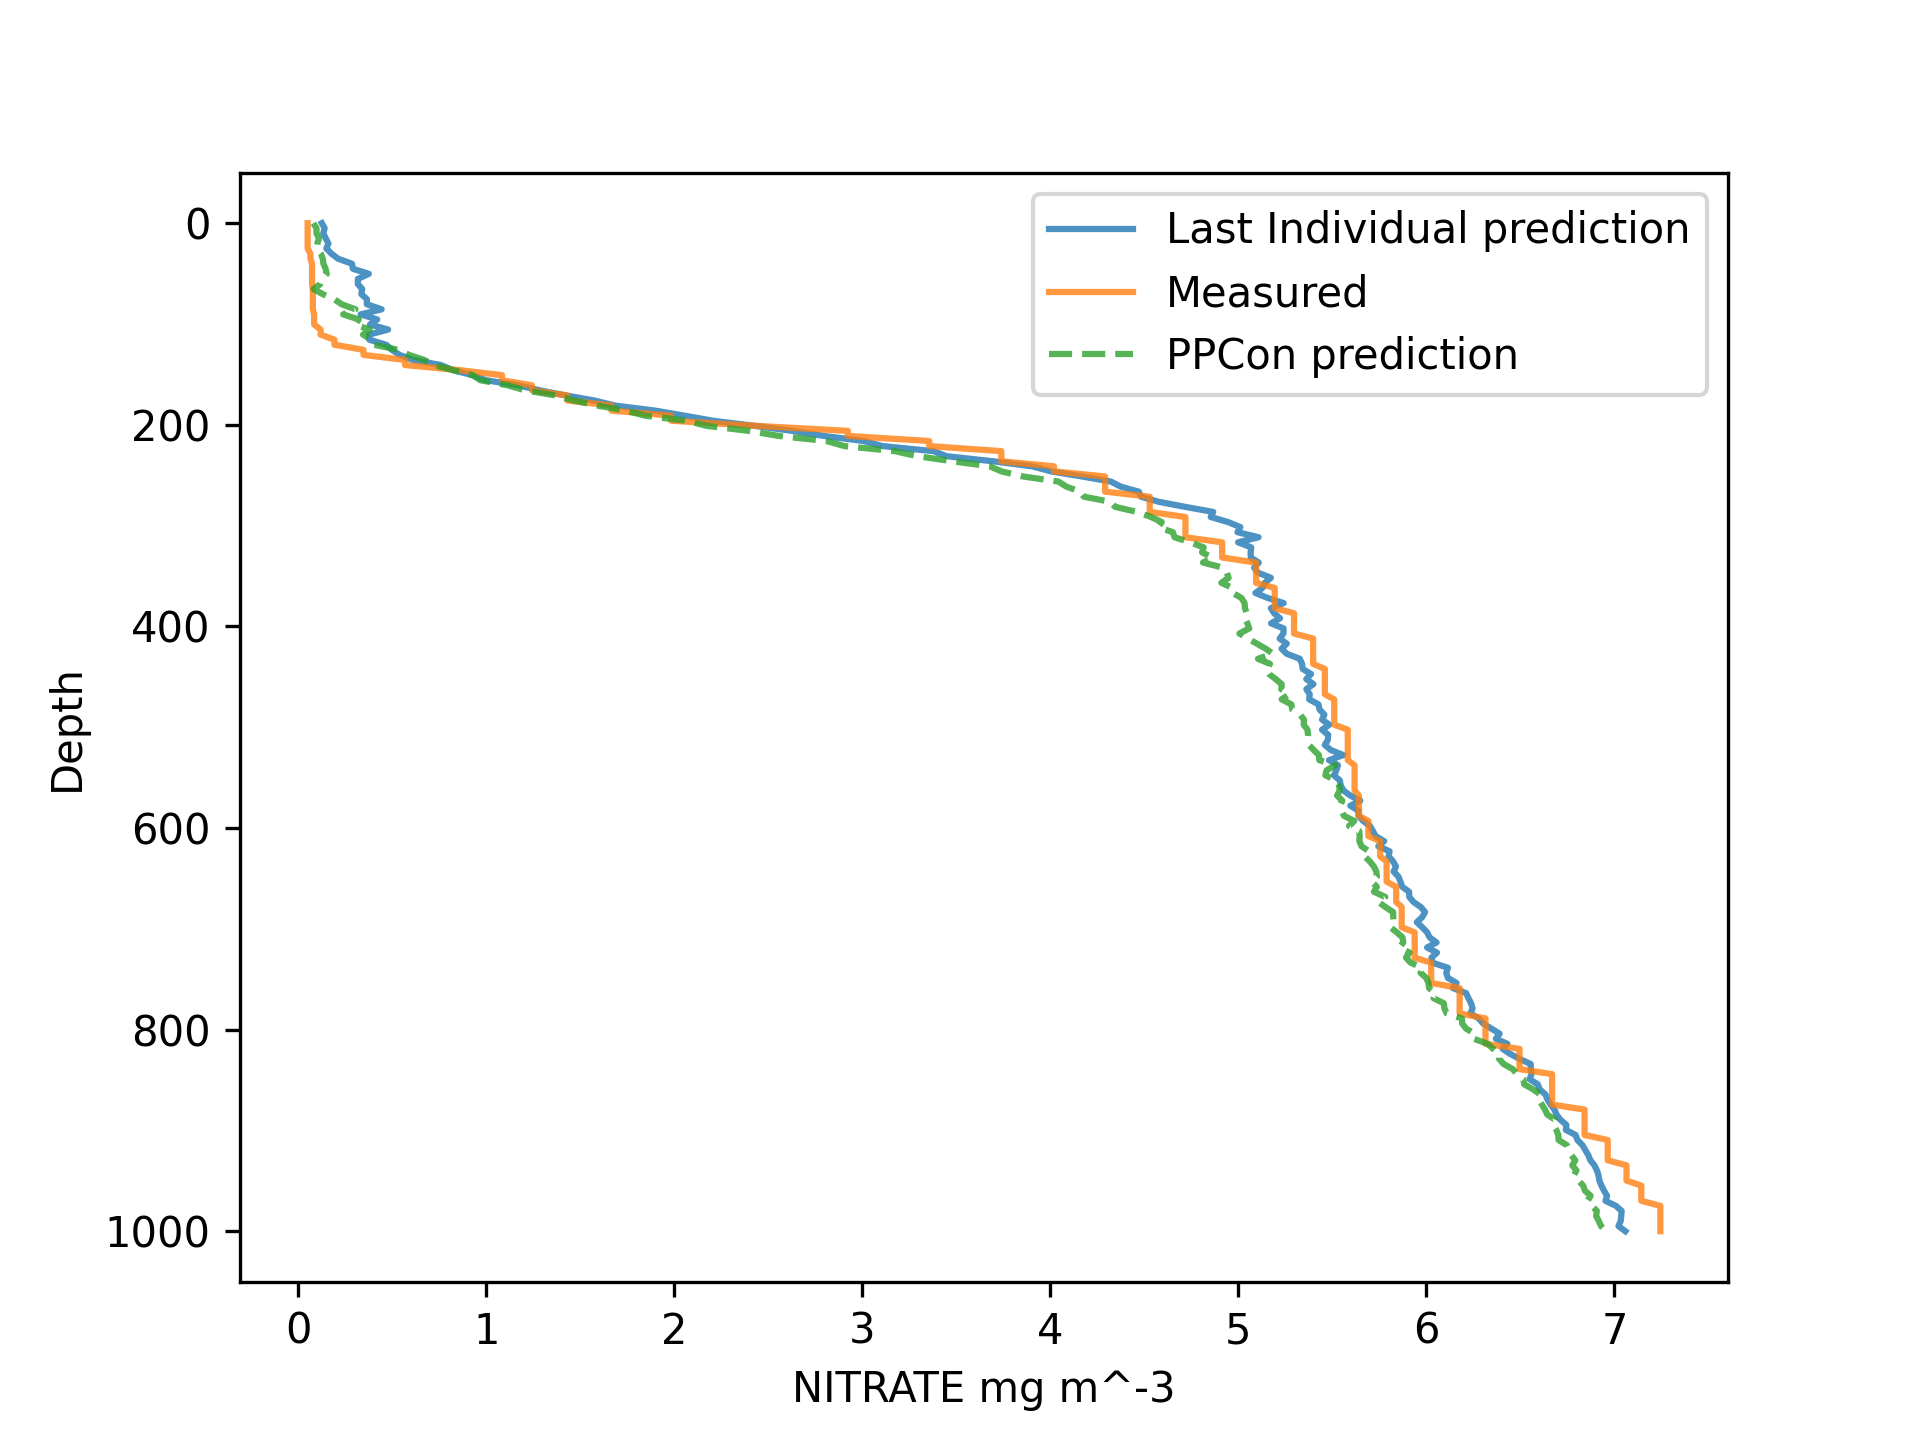 Last Individual prediction
Measured
PPCon prediction
0
200
400
600
800
1000
Depth
0 1 2 3 4 5 6 7
NITRATE mg m^-3